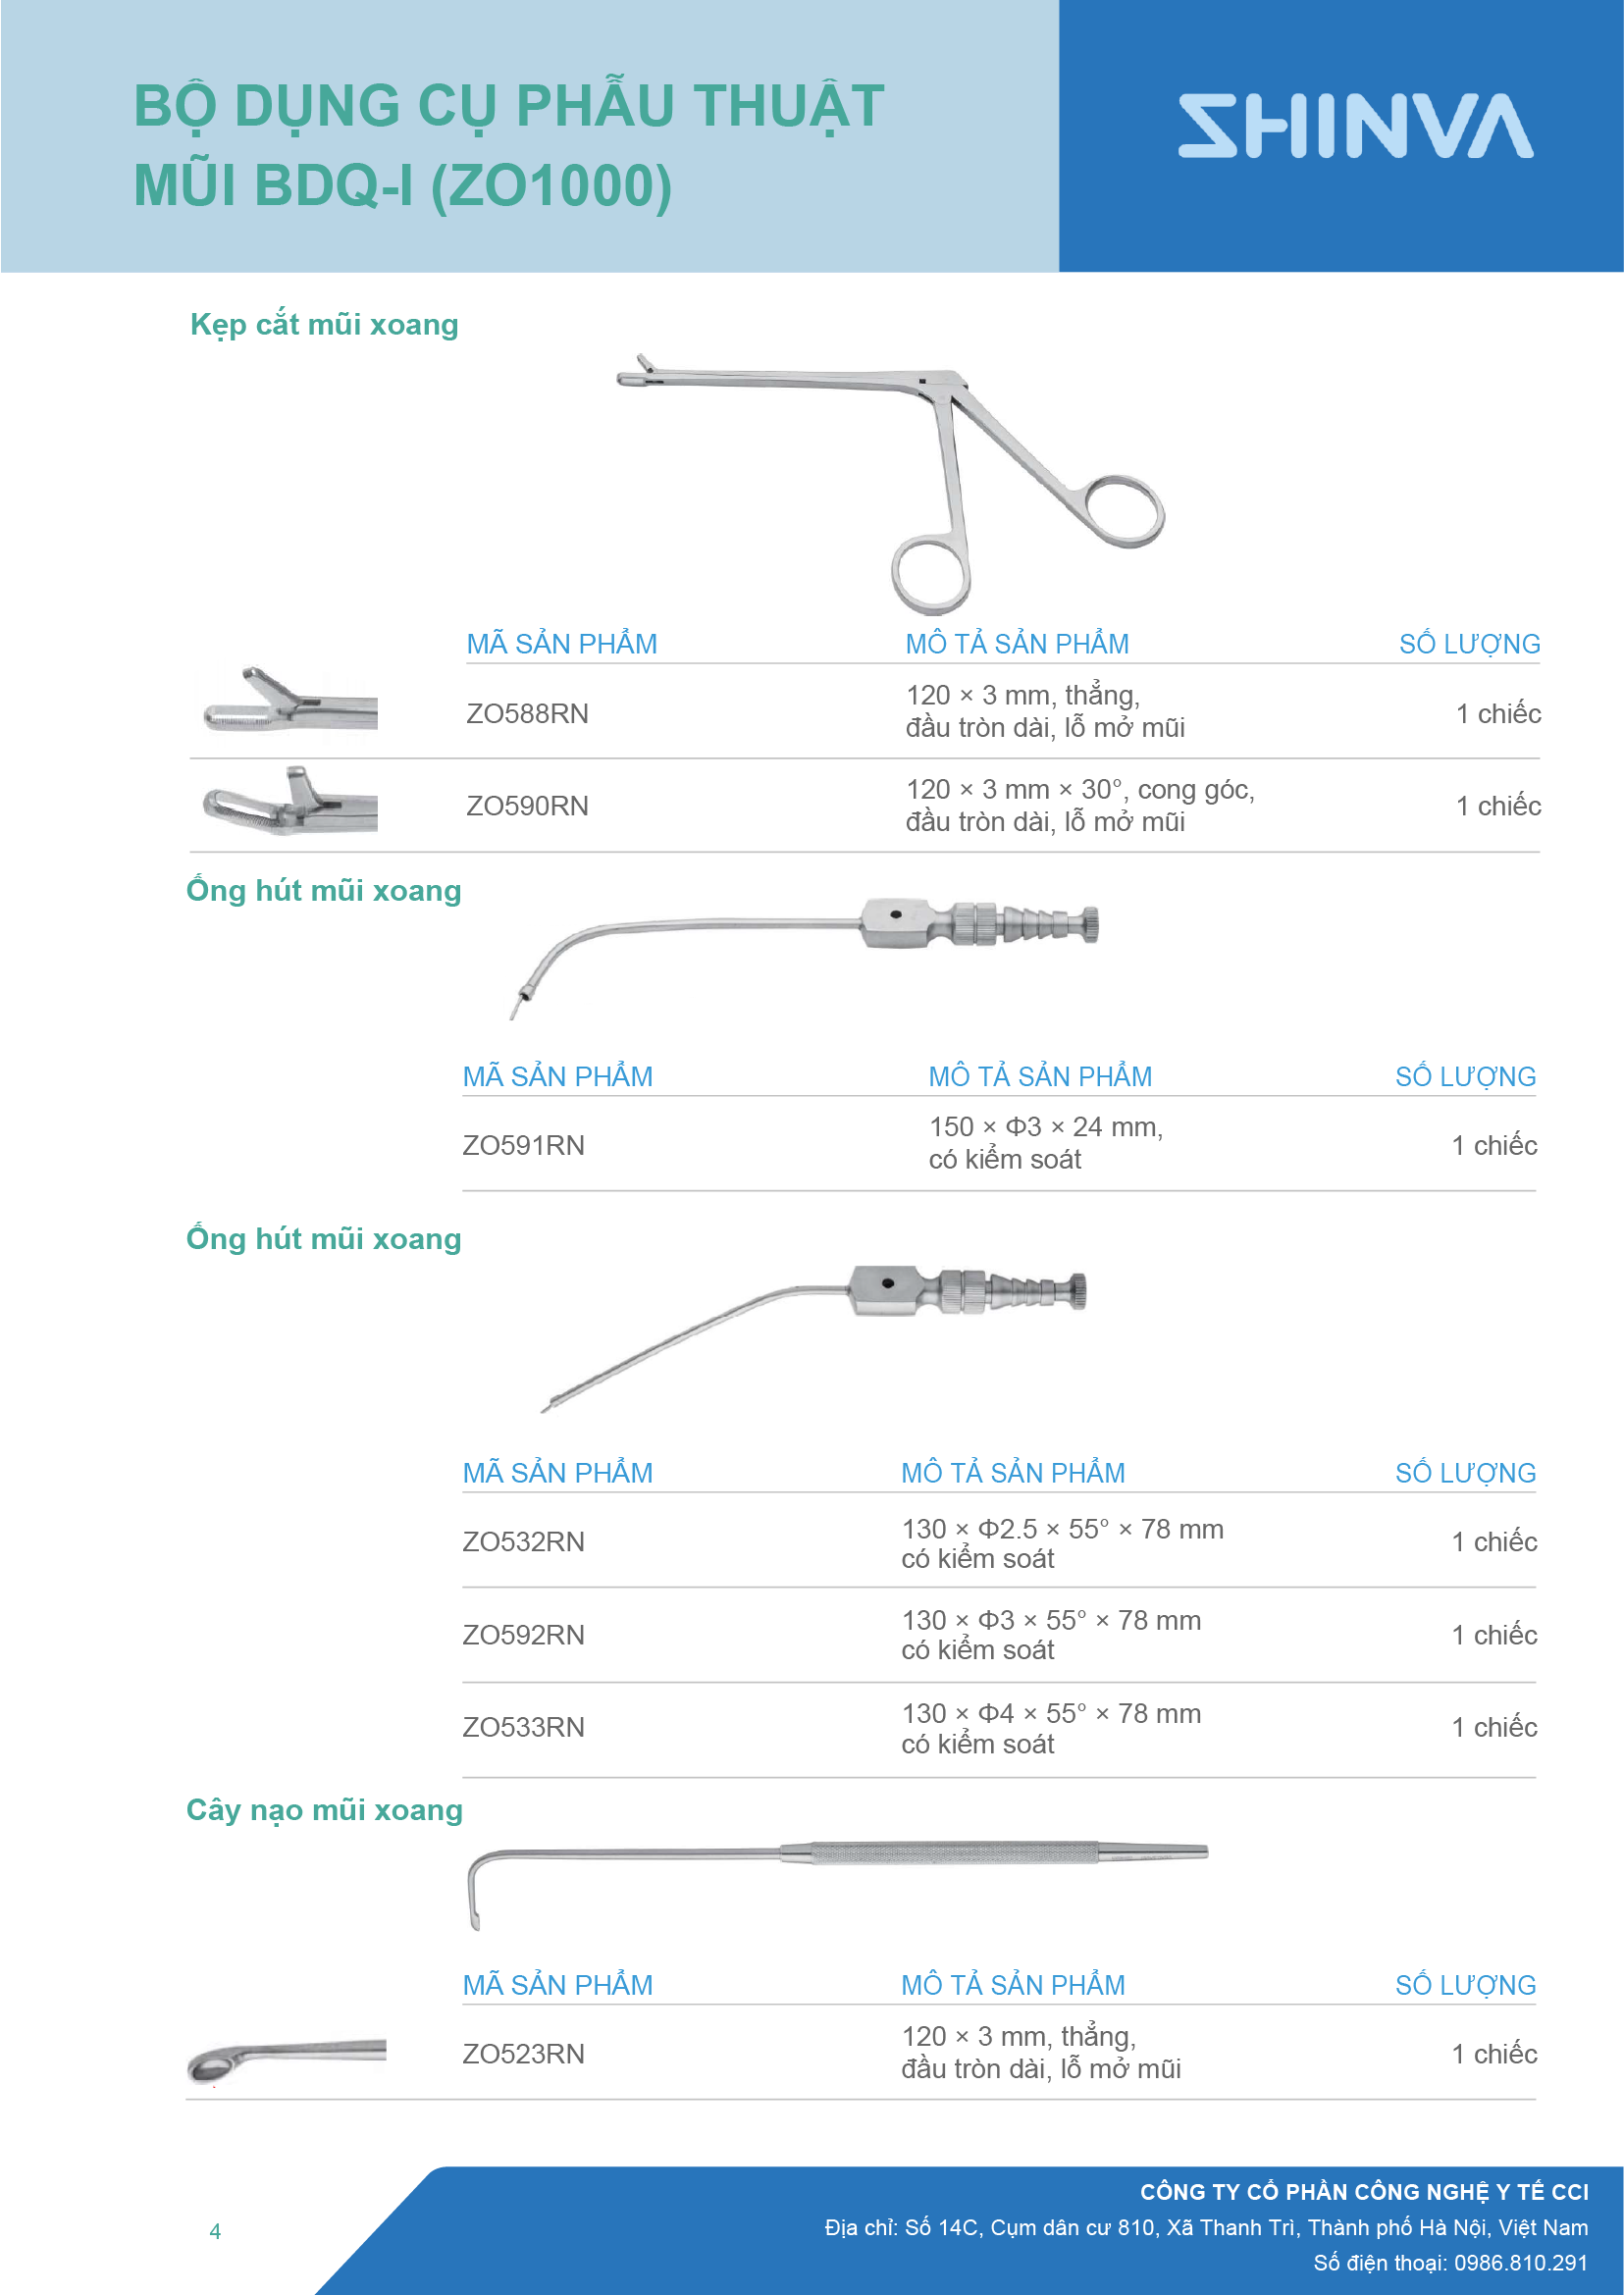 BỘ DỤNG CỤ PHẪU THUẬT
MŨI BDQ-I (ZO1000)
SHINVA
Kẹp cắt mũi xoang
MÃ SẢN PHẨM MÔ TẢ SẢN PHẨM SỐ LƯỢNG
120 × 3 mm, thẳng,
ZO588RN 1 chiếc
đầu tròn dài, lỗ mở mũi
120 × 3 mm × 30°, cong góc,
ZO590RN 1 chiếc
đầu tròn dài, lỗ mở mũi
Ống hút mũi xoang
MÃ SẢN PHẨM MÔ TẢ SẢN PHẨM SỐ LƯỢNG
150 × Φ3 × 24 mm,
ZO591RN 1 chiếc
có kiểm soát
Ống hút mũi xoang
MÃ SẢN PHẨM MÔ TẢ SẢN PHẨM SỐ LƯỢNG
130 × Φ2.5 × 55° × 78 mm
ZO532RN 1 chiếc
có kiểm soát
130 × Φ3 × 55° × 78 mm
ZO592RN 1 chiếc
có kiểm soát
130 × Φ4 × 55° × 78 mm
ZO533RN 1 chiếc
có kiểm soát
Cây nạo mũi xoang
MÃ SẢN PHẨM MÔ TẢ SẢN PHẨM SỐ LƯỢNG
120 × 3 mm, thẳng,
ZO523RN 1 chiếc
đầu tròn dài, lỗ mở mũi
CÔNG TY CỔ PHẦN CÔNG NGHỆ Y TẾ CCI
4 Địa chỉ: Số 14C, Cụm dân cư 810, Xã Thanh Trì, Thành phố Hà Nội, Việt Nam
Số điện thoại: 0986.810.291